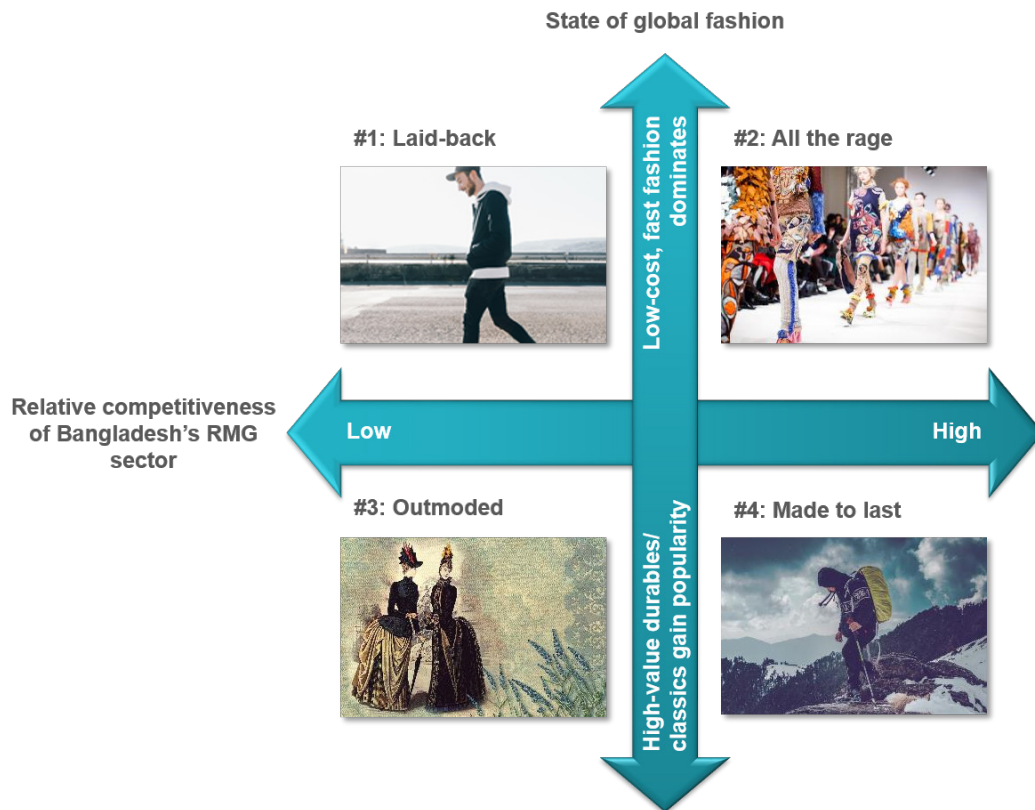 State of global fashion
#1: Laid-back
#2: All the rage
Low-cost, fast fashion
dominates
Relative competitiveness
of Bangladesh's RMG
sector
Low
High
#3: Outmoded
#4: Made to last
High-value durables/
classics gain popularity